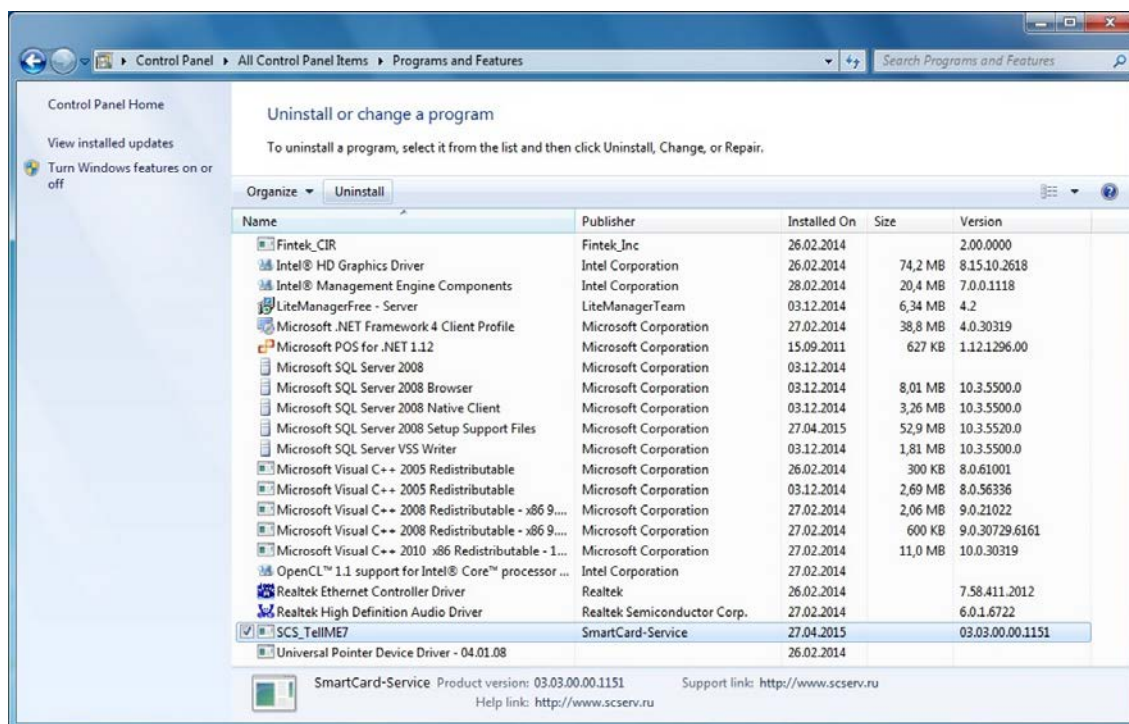 Control Panel ▸ All Control Panel Items ▸ Programs and Features
Search Programs and Features
Control Panel Home
View installed updates
Turn Windows features on or
off
Uninstall or change a program
To uninstall a program, select it from the list and then click Uninstall, Change, or Repair.
Organize Uninstall
Name Publisher Installed On Size Version
Fintek_CIR Fintek_Inc 26.02.2014 2.00.0000
Intel® HD Graphics Driver Intel Corporation 26.02.2014 74,2 MB 8.15.10.2618
Intel® Management Engine Components Intel Corporation 28.02.2014 20,4 MB 7.0.0.1118
LiteManagerFree - Server LiteManagerTeam 03.12.2014 6,34 MB 4.2
Microsoft .NET Framework 4 Client Profile Microsoft Corporation 27.02.2014 38,8 MB 4.0.30319
Microsoft POS for .NET 1.12 Microsoft Corporation 15.09.2011 627 KB 1.12.1296.00
Microsoft SQL Server 2008 Microsoft Corporation 03.12.2014
Microsoft SQL Server 2008 Browser Microsoft Corporation 03.12.2014 8,01 MB 10.3.5500.0
Microsoft SQL Server 2008 Native Client Microsoft Corporation 03.12.2014 3,26 MB 10.3.5500.0
Microsoft SQL Server 2008 Setup Support Files Microsoft Corporation 27.04.2015 52,9 MB 10.3.5520.0
Microsoft SQL Server VSS Writer Microsoft Corporation 03.12.2014 1,81 MB 10.3.5500.0
Microsoft Visual C++ 2005 Redistributable Microsoft Corporation 26.02.2014 300 KB 8.0.61001
Microsoft Visual C++ 2005 Redistributable Microsoft Corporation 03.12.2014 2,69 MB 8.0.56336
Microsoft Visual C++ 2008 Redistributable - x86 9.... Microsoft Corporation 27.02.2014 2,06 MB 9.0.21022
Microsoft Visual C++ 2008 Redistributable - x86 9.... Microsoft Corporation 27.02.2014 600 KB 9.0.30729.6161
Microsoft Visual C++ 2010 x86 Redistributable - 1... Microsoft Corporation 27.02.2014 11,0 MB 10.0.30319
OpenCL™ 1.1 support for Intel® Core™ processor ... Intel Corporation 27.02.2014
Realtek Ethernet Controller Driver Realtek 26.02.2014 7.58.411.2012
Realtek High Definition Audio Driver Realtek Semiconductor Corp. 27.02.2014 6.0.1.6722
SCS_TellME7 SmartCard-Service 27.04.2015 03.03.00.00.1151
Universal Pointer Device Driver - 04.01.08 26.02.2014
SmartCard-Service Product version: 03.03.00.00.1151 Support link: http://www.scserv.ru
Help link: http://www.scserv.ru